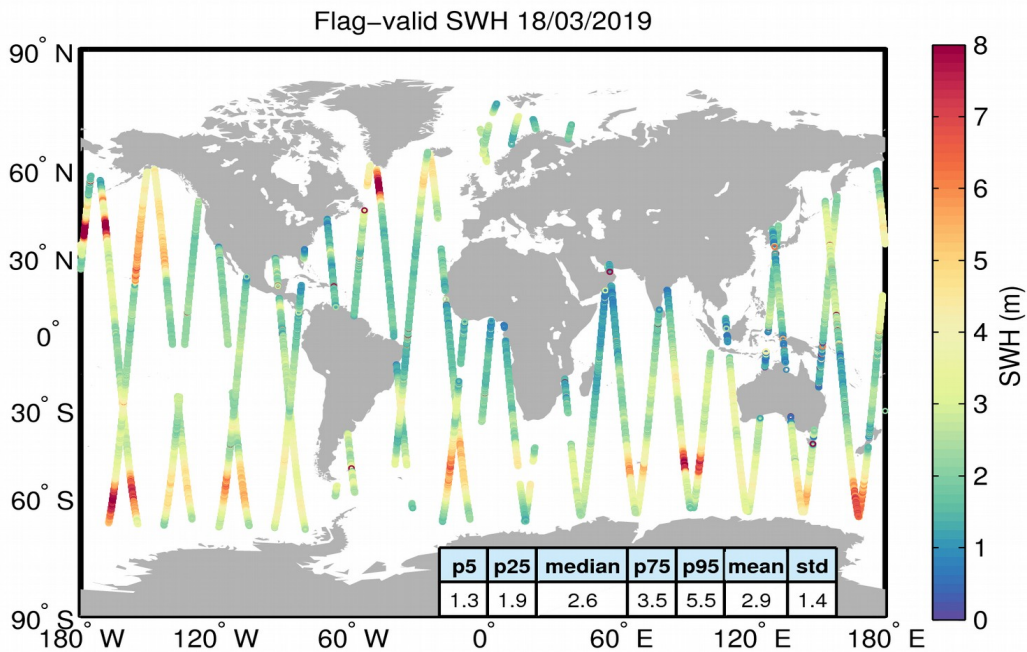 Flag−valid SWH 18/03/2019
90° N
60° N
30° N
0°
30° S
60° S
90° S
180° W
120° W
60° W
0°
60° E
120° E
180° E
p5 p25 median p75 p95 mean std
1.3 1.9 2.6 3.5 5.5 2.9 1.4
8
7
6
5
4
3
2
1
0
SWH (m)